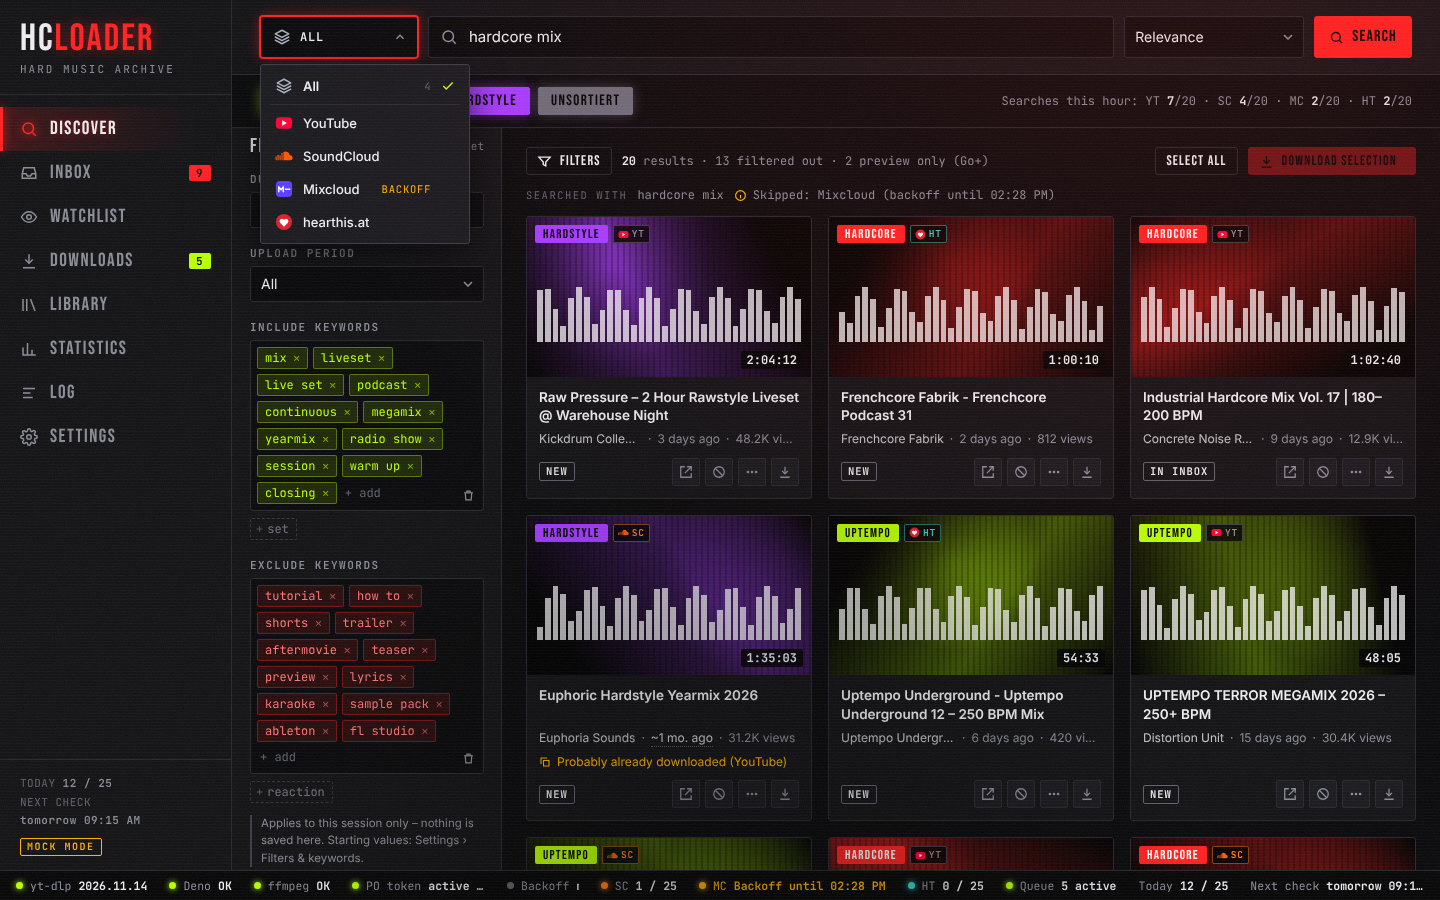 HCLOADER
HARD MUSIC ARCHIVE
DISCOVER
INBOX 9
WATCHLIST
DOWNLOADS 5
LIBRARY
STATISTICS
LOG
SETTINGS
TODAY 12 / 25
NEXT CHECK
tomorrow 09:15 AM
MOCK MODE
ALL
hardcore mix
Relevance
SEARCH
All 4
YouTube
SoundCloud
Mixcloud BACKOFF
hearthis.at
UNSORTIERT
Searches this hour: YT 7/20 · SC 4/20 · MC 2/20 · HT 2/20
UPLOAD PERIOD
All
INCLUDE KEYWORDS
mix × liveset ×
live set × podcast ×
continuous × megamix ×
yearmix × radio show ×
session × warm up ×
closing × + add
+ set
EXCLUDE KEYWORDS
tutorial × how to ×
shorts × trailer ×
aftermovie × teaser ×
preview × lyrics ×
karaoke × sample pack ×
ableton × fl studio ×
+ add
+ reaction
Applies to this session only – nothing is
saved here. Starting values: Settings ›
Filters & keywords.
FILTERS 20 results · 13 filtered out · 2 preview only (Go+)
SELECT ALL DOWNLOAD SELECTION
SEARCHED WITH hardcore mix Skipped: Mixcloud (backoff until 02:28 PM)
HARDSTYLE YT
2:04:12
Raw Pressure – 2 Hour Rawstyle Liveset
@ Warehouse Night
Kickdrum Colle... · 3 days ago · 48.2K vi...
NEW
HARDCORE HT
1:00:10
Frenchcore Fabrik - Frenchcore
Podcast 31
Frenchcore Fabrik · 2 days ago · 812 views
NEW
HARDCORE YT
1:02:40
Industrial Hardcore Mix Vol. 17 | 180–
200 BPM
Concrete Noise R... · 9 days ago · 12.9K vi...
IN INBOX
HARDSTYLE SC
1:35:03
Euphoric Hardstyle Yearmix 2026
Euphoria Sounds · ~1 mo. ago · 31.2K views
Probably already downloaded (YouTube)
NEW
UPTEMPO HT
54:33
Uptempo Underground - Uptempo
Underground 12 – 250 BPM Mix
Uptempo Undergr... · 6 days ago · 420 vi...
NEW
UPTEMPO YT
48:05
UPTEMPO TERROR MEGAMIX 2026 –
250+ BPM
Distortion Unit · 15 days ago · 30.4K views
NEW
UPTEMPO SC
HARDCORE YT
HARDCORE SC
yt-dlp 2026.11.14 Deno OK ffmpeg OK PO token active … Backoff SC 1 / 25 MC Backoff until 02:28 PM HT 0 / 25 Queue 5 active Today 12 / 25 Next check tomorrow 09:1…